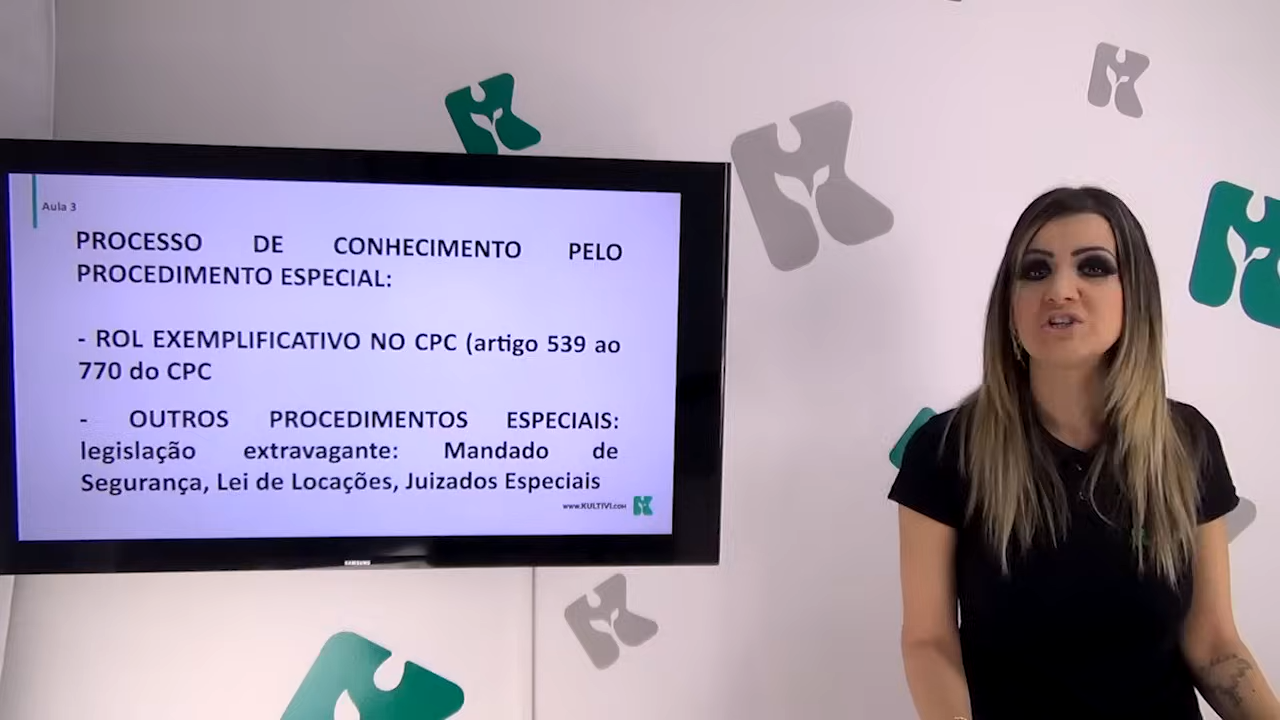 Aula 3
PROCESSO DE CONHECIMENTO PELO
PROCEDIMENTO ESPECIAL:
- ROL EXEMPLIFICATIVO NO CPC (artigo 539 ao
770 do CPC
- OUTROS PROCEDIMENTOS ESPECIAIS:
legislação extravagante: Mandado de
Segurança, Lei de Locações, Juizados Especiais
www.KULTIVI.COM
SAMSUNG